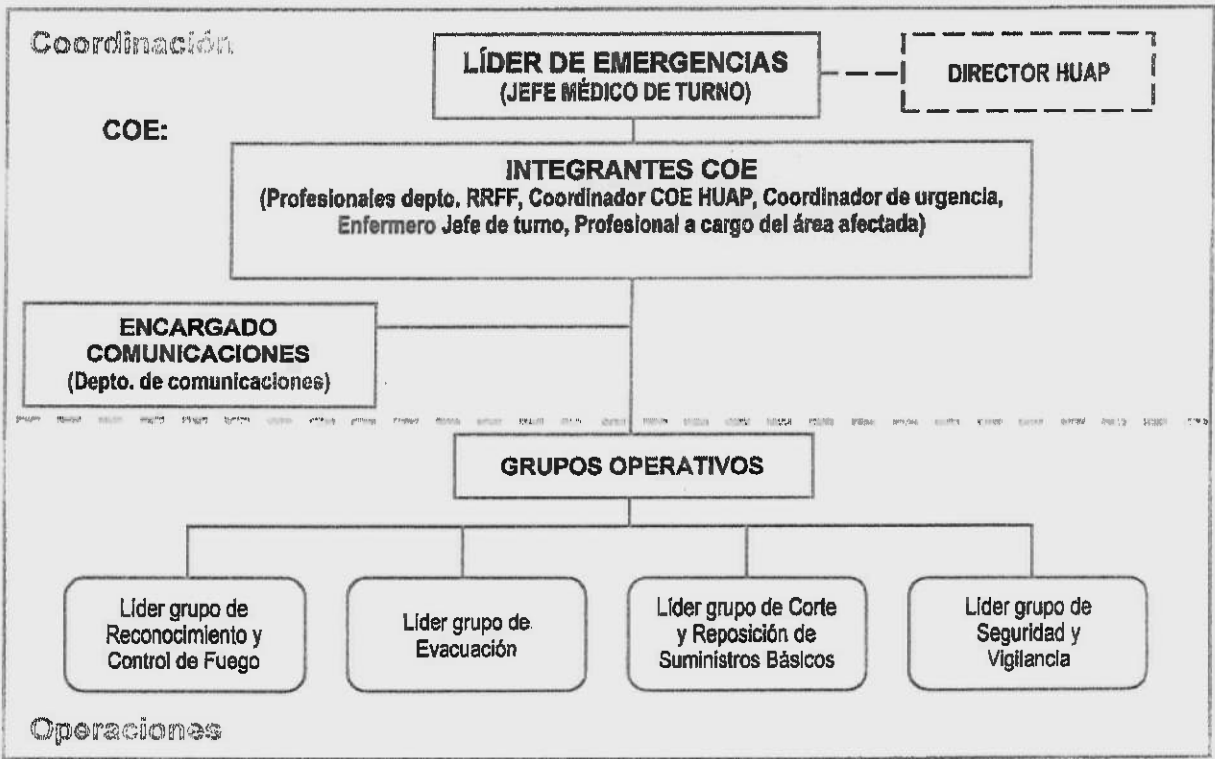 Coordinación
LÍDER DE EMERGENCIAS
(JEFE MÉDICO DE TURNO)
DIRECTOR HUAP
COE:
INTEGRANTES COE
(Profesionales depto. RRFF, Coordinador COE HUAP, Coordinador de urgencia,
Enfermero Jefe de turno, Profesional a cargo del área afectada)
ENCARGADO
COMUNICACIONES
(Depto. de comunicaciones)
GRUPOS OPERATIVOS
Líder grupo de
Reconocimiento y
Control de Fuego
Líder grupo de
Evacuación
Líder grupo de Corte
y Reposición de
Suministros Básicos
Líder grupo de
Seguridad y
Vigilancia
Operaciones